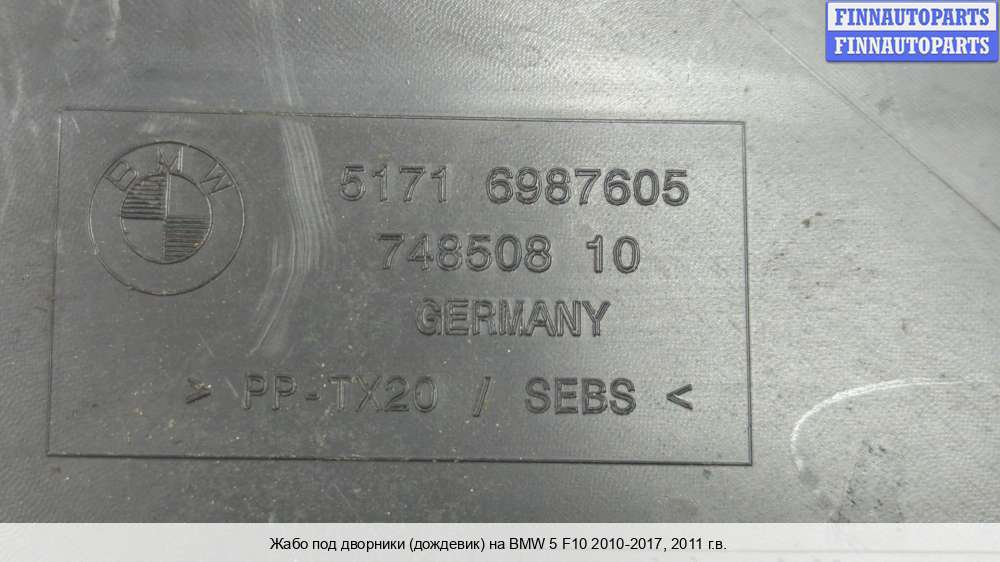 FINNAUTOPARTS
FINNAUTOPARTS
BMW
5171 6987605
748508 10
GERMANY
> PP-TX20 / SEBS <
Жабо под дворники (дождевик) на BMW 5 F10 2010-2017, 2011 г.в.